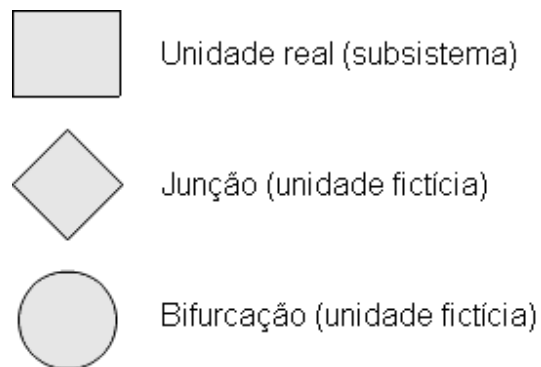 Unidade real (subsistema)
Junção (unidade fictícia)
Bifurcação (unidade fictícia)